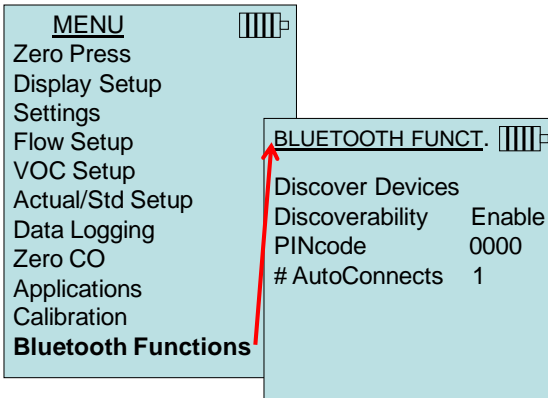 MENU
Zero Press
Display Setup
Settings
Flow Setup
VOC Setup
Actual/Std Setup
Data Logging
Zero CO
Applications
Calibration
Bluetooth Functions
BLUETOOTH FUNCT.
Discover Devices
Discoverability Enable
PINcode 0000
# AutoConnects 1